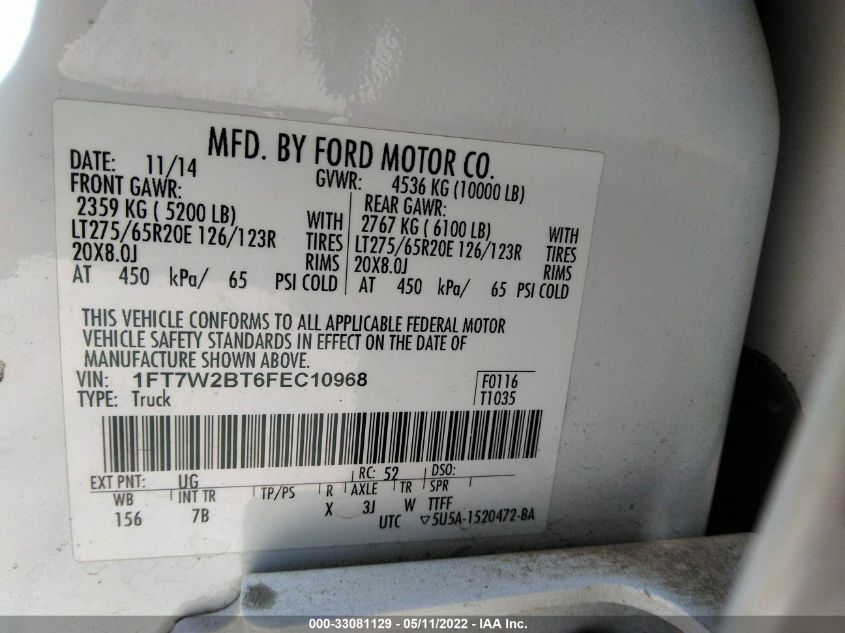 MFD. BY FORD MOTOR CO.
DATE: 11/14
GVWR: 4536 KG (10000 LB)
FRONT GAWR:
REAR GAWR:
2359 KG ( 5200 LB) WITH
2767 KG ( 6100 LB) WITH
LT275/65R20E 126/123R TIRES
LT275/65R20E 126/123R TIRES
20X8.0J RIMS
20X8.0J RIMS
AT 450 kPa/ 65 PSI COLD
AT 450 kPa/ 65 PSI COLD
THIS VEHICLE CONFORMS TO ALL APPLICABLE FEDERAL MOTOR
VEHICLE SAFETY STANDARDS IN EFFECT ON THE DATE OF
MANUFACTURE SHOWN ABOVE.
VIN: 1FT7W2BT6FEC10968
F0116
TYPE: Truck
T1035
EXT PNT: UG RC: 52 DSO:
WB INT TR TP/PS R AXLE TR SPR
156 7B X 3J W TTFF
UTC ▽5U5A-1520472-BA
000-33081129 - 05/11/2022 - IAA Inc.